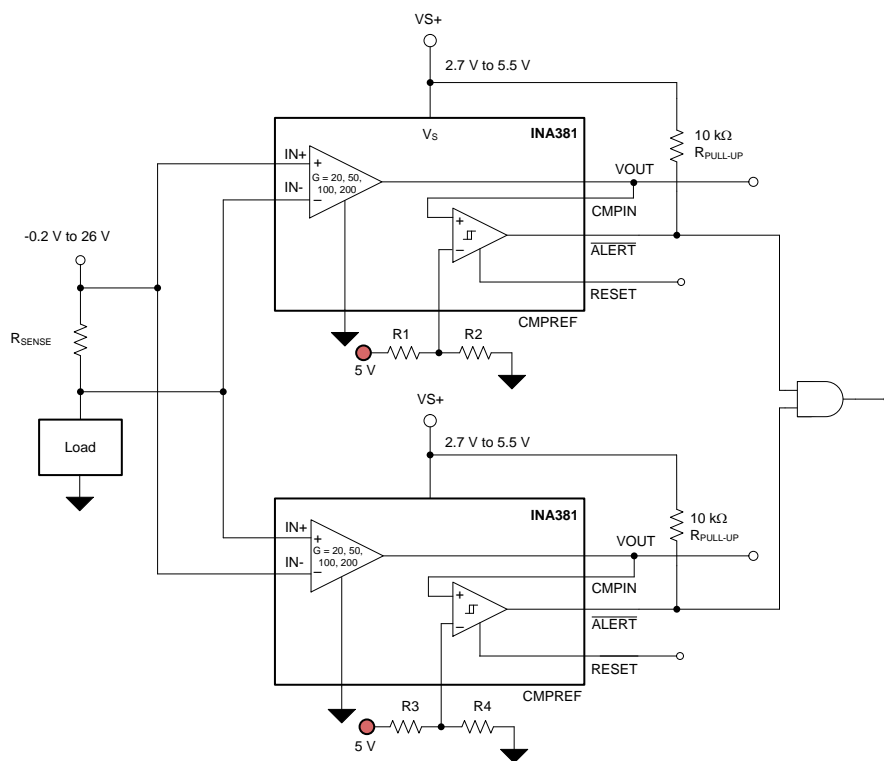 VS+
2.7 V to 5.5 V
INA381
VS
10 kΩ
RPULL-UP
IN+
IN-
G = 20, 50,
100, 200
+
−
VOUT
CMPIN
+
−
ALERT
RESET
CMPREF
-0.2 V to 26 V
RSENSE
Load
R1
R2
5 V
VS+
2.7 V to 5.5 V
INA381
10 kΩ
RPULL-UP
IN+
IN-
G = 20, 50,
100, 200
+
−
VOUT
CMPIN
+
−
ALERT
RESET
CMPREF
R3
R4
5 V